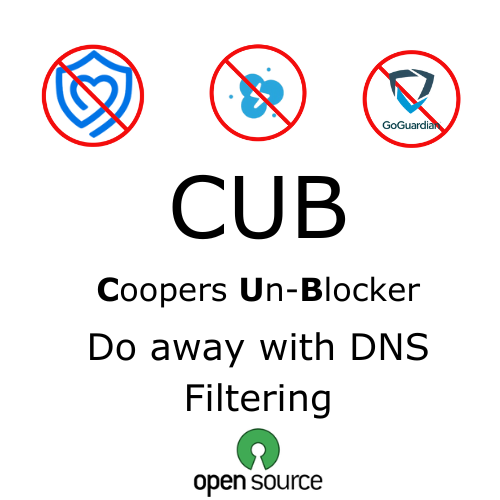 GoGuardian
CUB
Coopers Un-Blocker
Do away with DNS
Filtering
open source